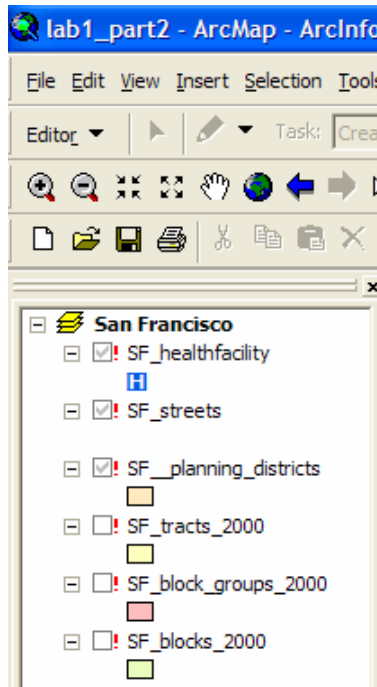 lab1_part2 - ArcMap - ArcInfo
File Edit View Insert Selection Tools
Editor Task: Crea
San Francisco
! SF_healthfacility
H
! SF_streets
! SF__planning_districts
! SF_tracts_2000
! SF_block_groups_2000
! SF_blocks_2000